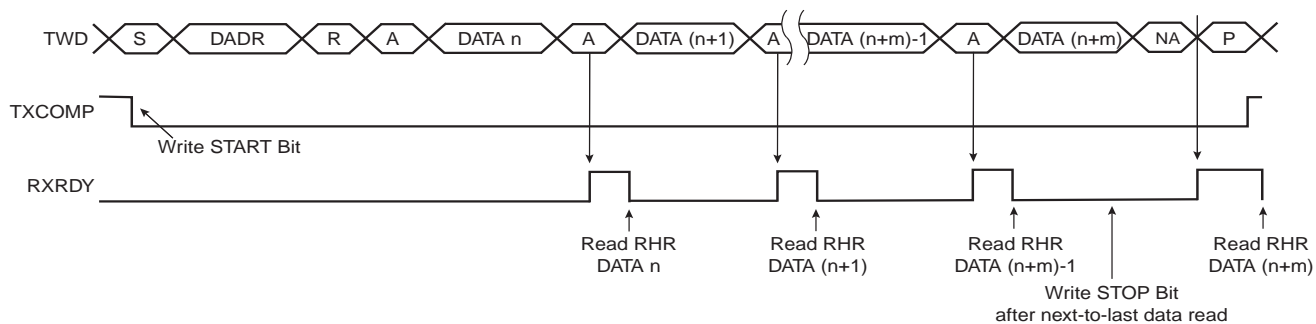 TWD S DADR R A DATA n A DATA (n+1) A DATA (n+m)-1 A DATA (n+m) NA P
TXCOMP
Write START Bit
RXRDY
Read RHR Read RHR Read RHR Read RHR
DATA n DATA (n+1) DATA (n+m)-1 DATA (n+m)
Write STOP Bit
after next-to-last data read